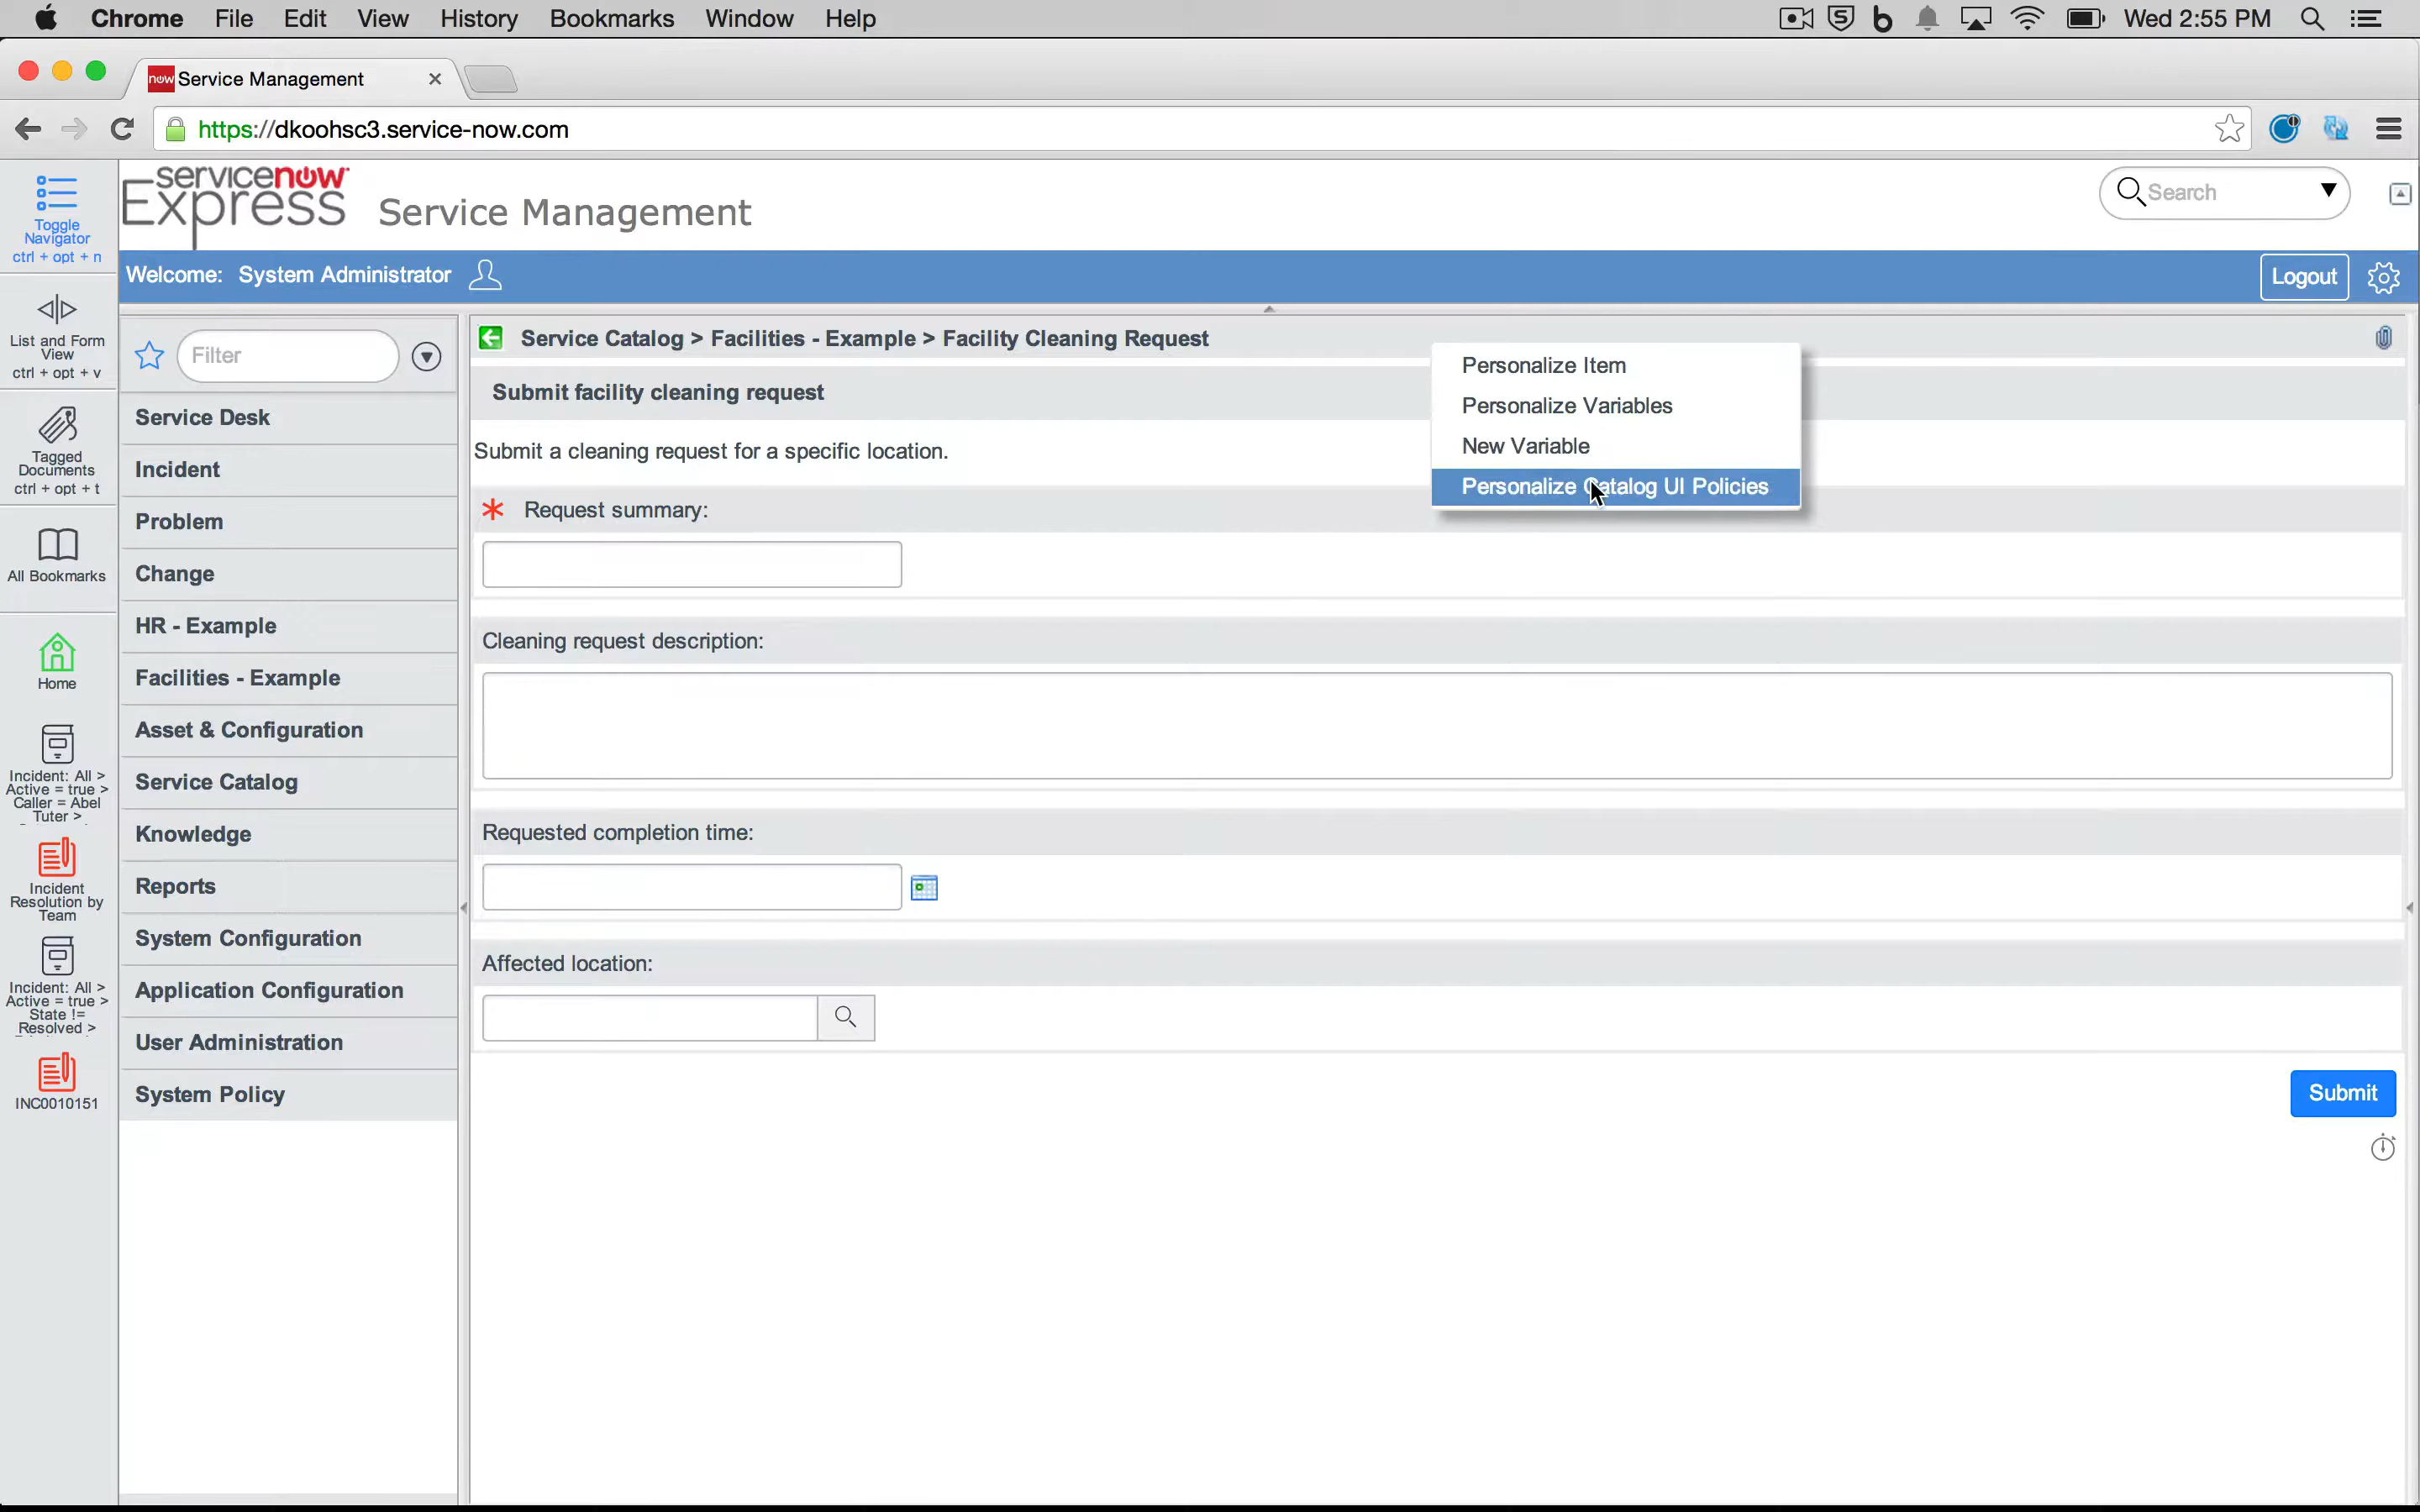 Chrome File Edit View History Bookmarks Window Help
Wed 2:55 PM
now Service Management
https://dkoohsc3.service-now.com
Toggle
Navigator
ctrl + opt + n
List and Form
View
ctrl + opt + v
Tagged
Documents
ctrl + opt + t
All Bookmarks
Home
Incident: All >
Active = true >
Caller = Abel
Tuter >
Incident
Resolution by
Team
Incident: All >
Active = true >
State !=
Resolved >
INC0010151
servicenow
Express
Service Management
Search
Welcome: System Administrator
Logout
Filter
Service Desk
Incident
Problem
Change
HR - Example
Facilities - Example
Asset & Configuration
Service Catalog
Knowledge
Reports
System Configuration
Application Configuration
User Administration
System Policy
Service Catalog > Facilities - Example > Facility Cleaning Request
Submit facility cleaning request
Submit a cleaning request for a specific location.
Personalize Item
Personalize Variables
New Variable
Personalize Catalog UI Policies
* Request summary:
Cleaning request description:
Requested completion time:
Affected location:
Submit